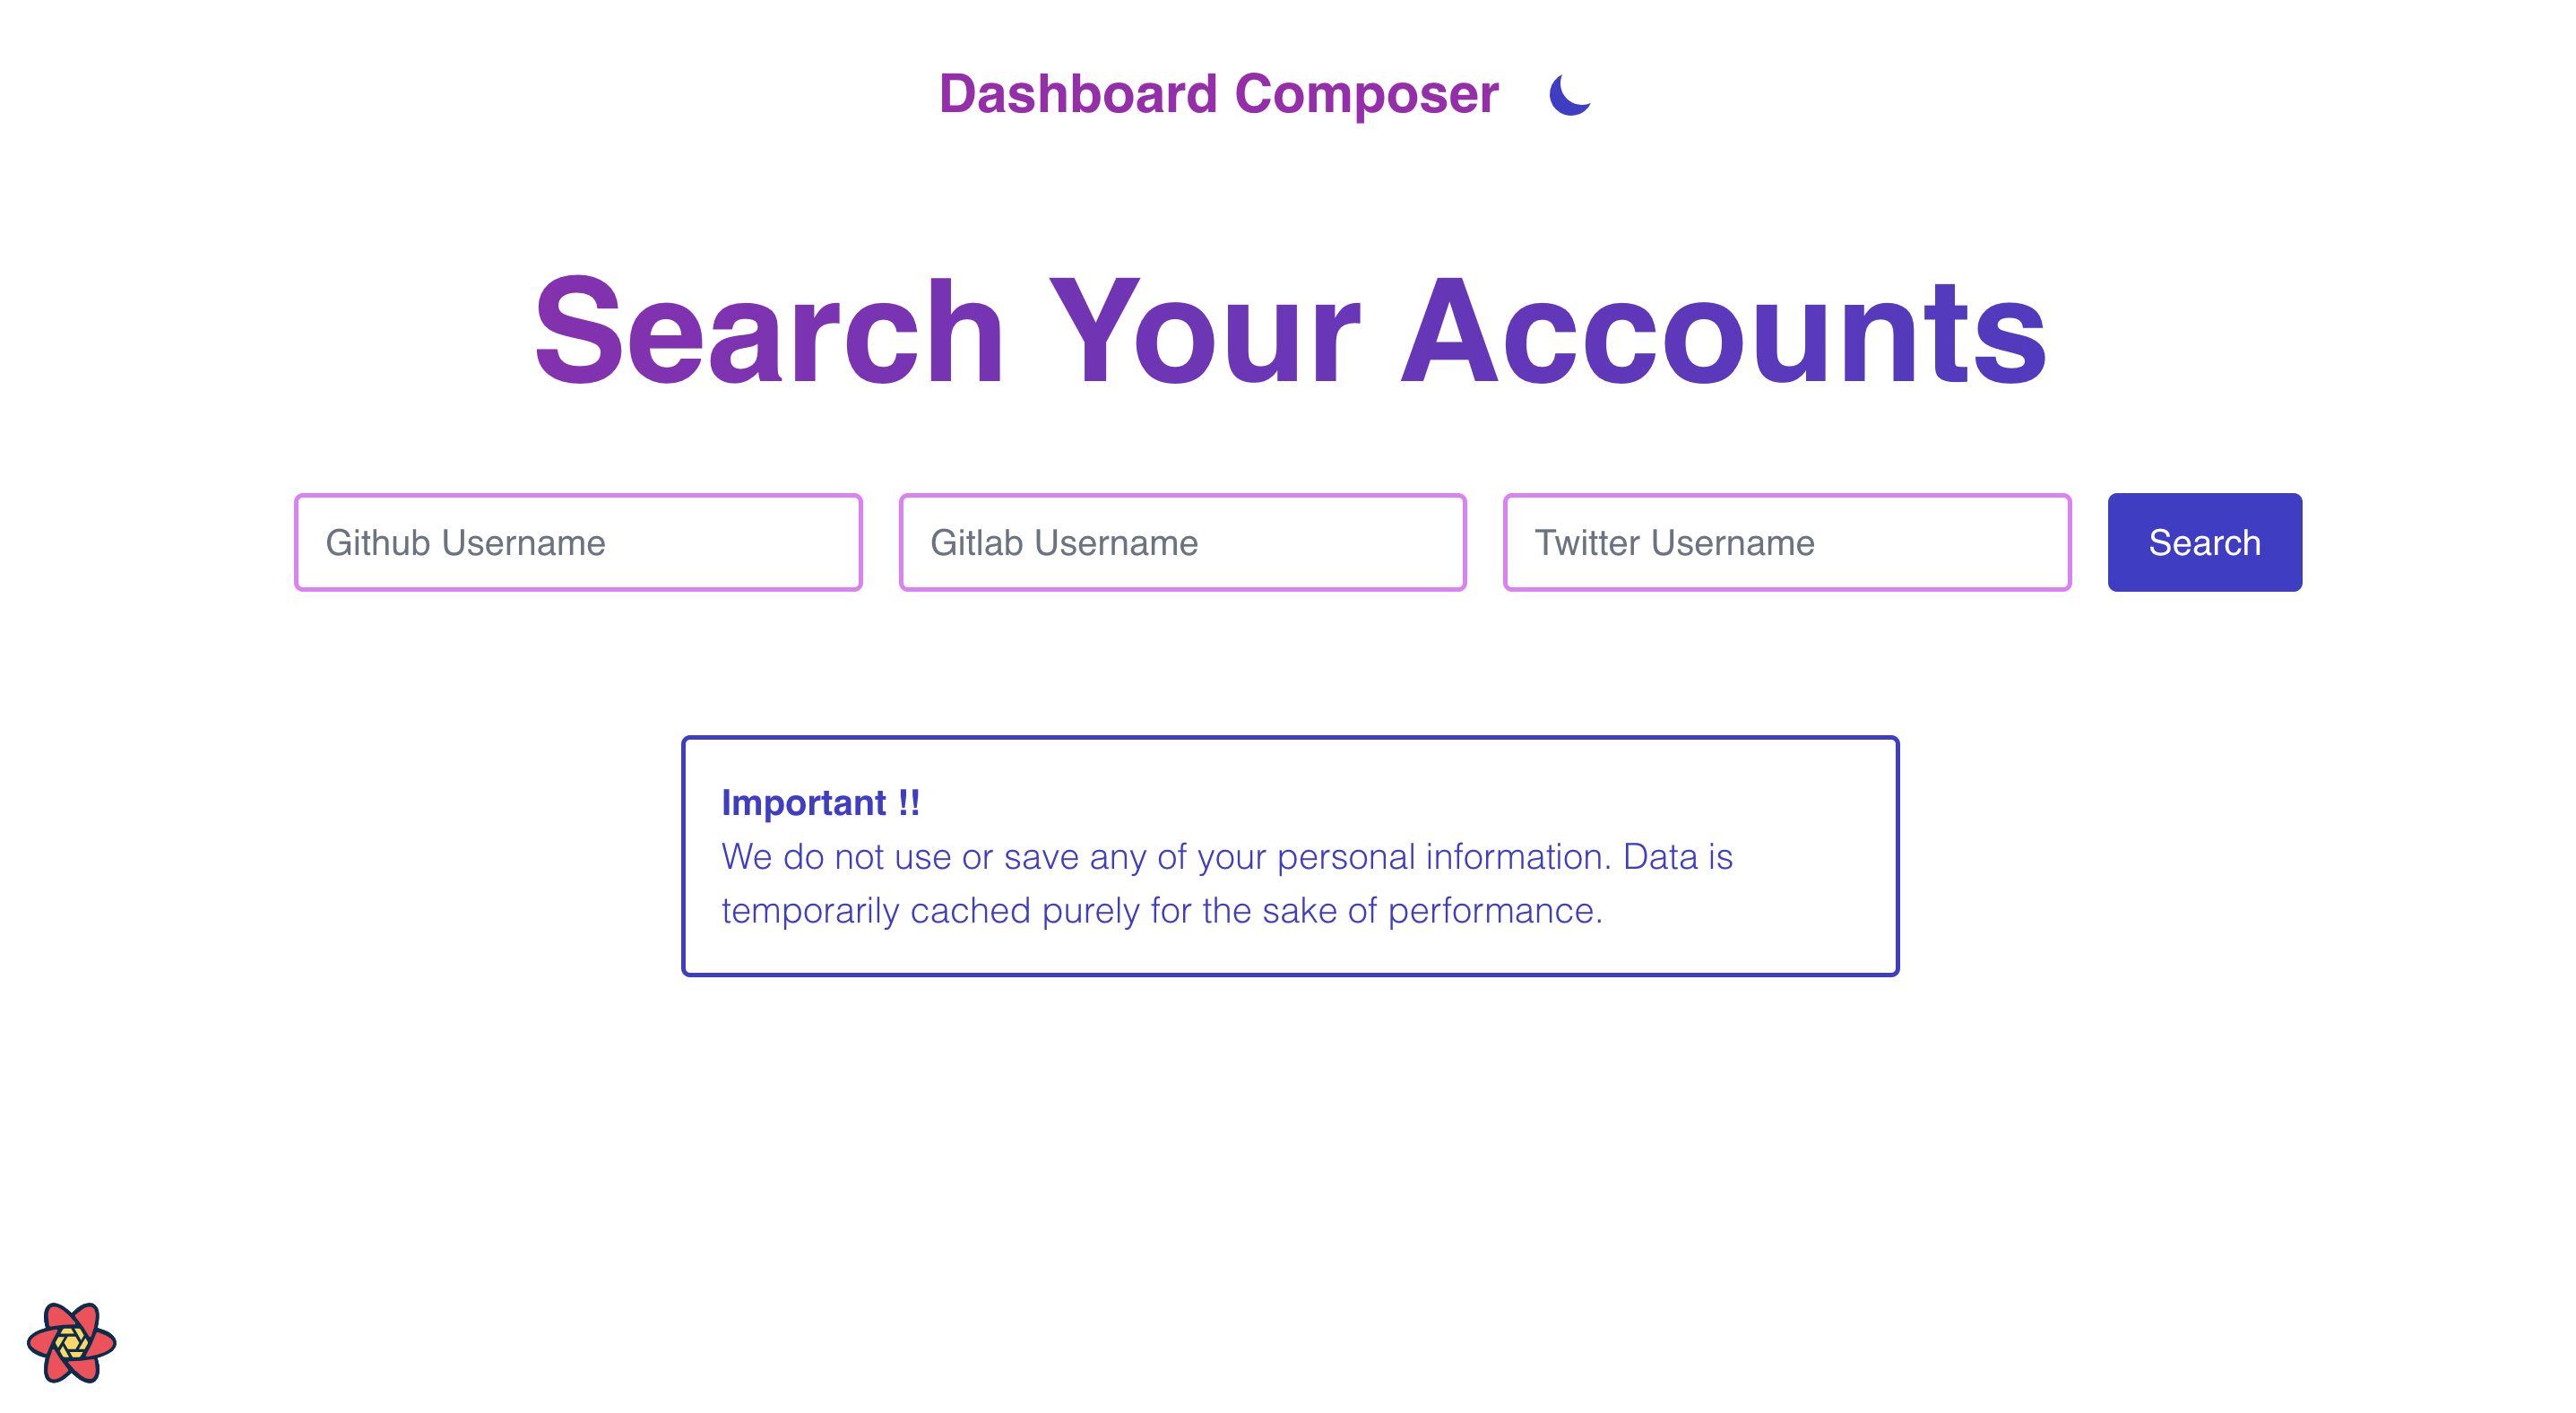 Dashboard Composer
Search Your Accounts
Github Username
Gitlab Username
Twitter Username
Search
Important !!
We do not use or save any of your personal information. Data is
temporarily cached purely for the sake of performance.